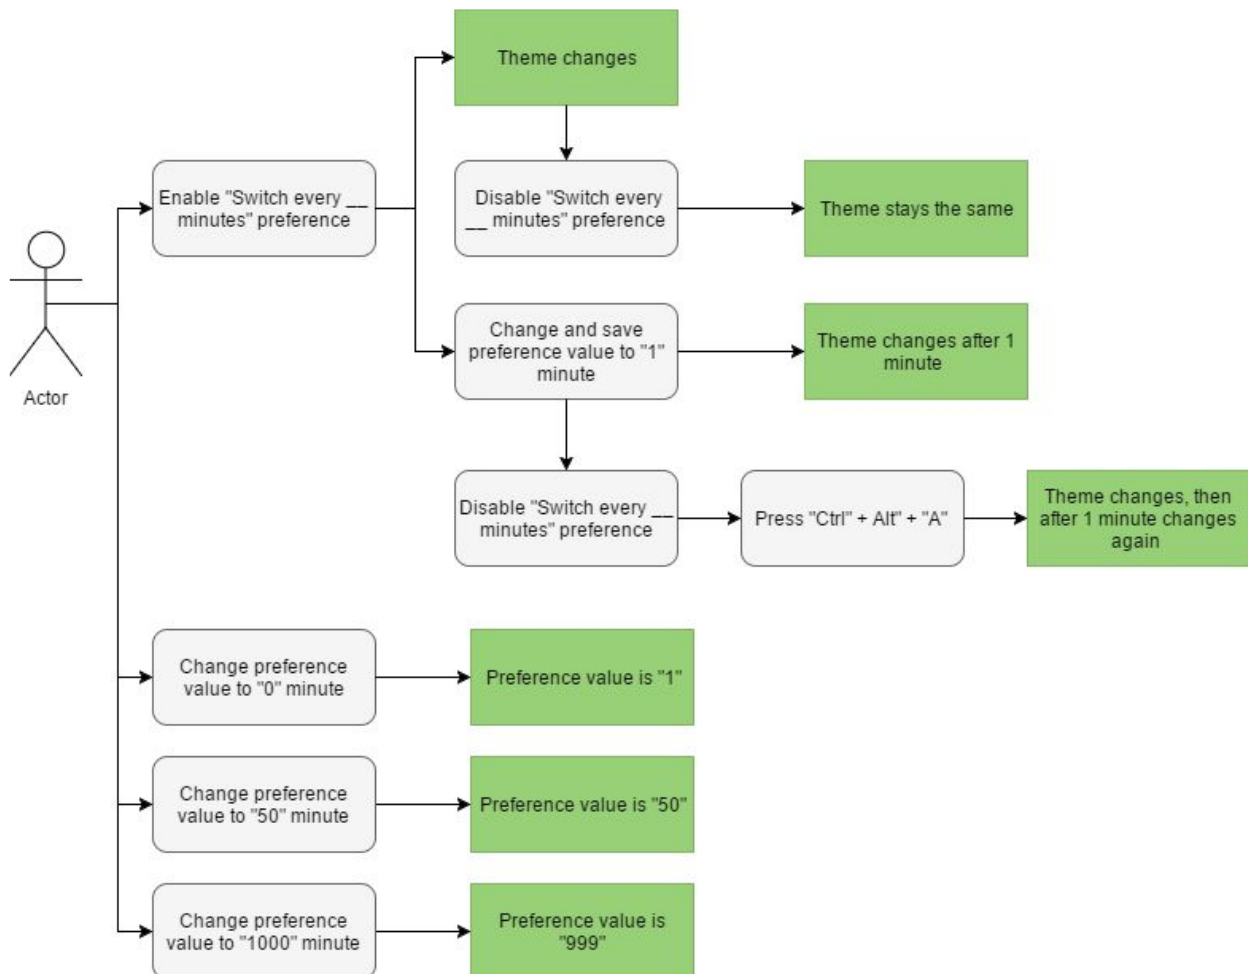 Theme changes
Enable "Switch every __
minutes" preference
Disable "Switch every
__ minutes" preference
Theme stays the same
Actor
Change and save
preference value to "1"
minute
Theme changes after 1
minute
Disable "Switch every __
minutes" preference
Press "Ctrl" + Alt" + "A"
Theme changes, then
after 1 minute changes
again
Change preference
value to "0" minute
Preference value is "1"
Change preference
value to "50" minute
Preference value is "50"
Change preference
value to "1000" minute
Preference value is
"999"